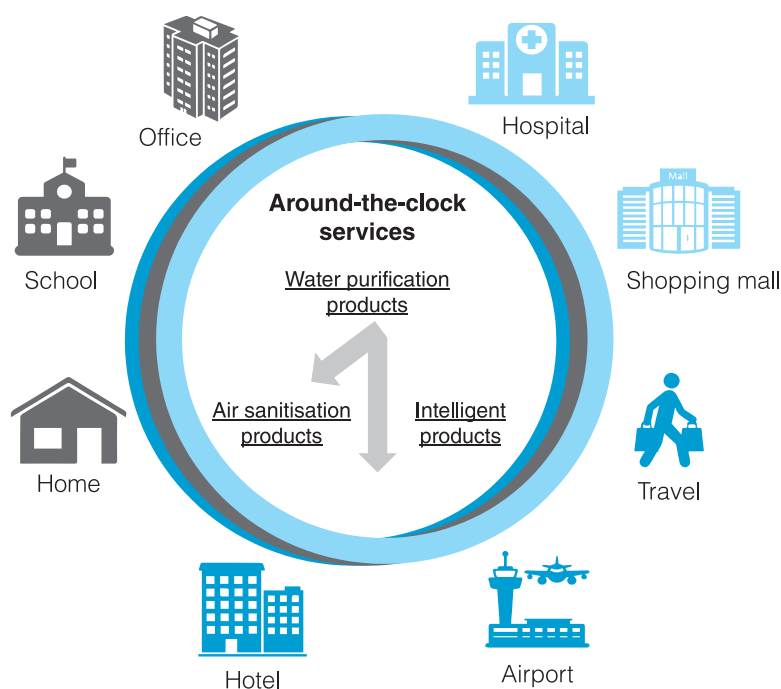 Office
Hospital
Around-the-clock
services
Mall
School
Water purification
products
Shopping mall
Air sanitisation
products
Intelligent
products
Home
Travel
Hotel
Airport